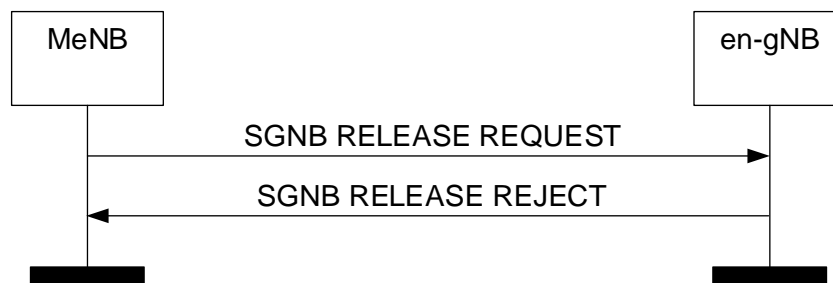 MeNB
en-gNB
SGNB RELEASE REQUEST
SGNB RELEASE REJECT